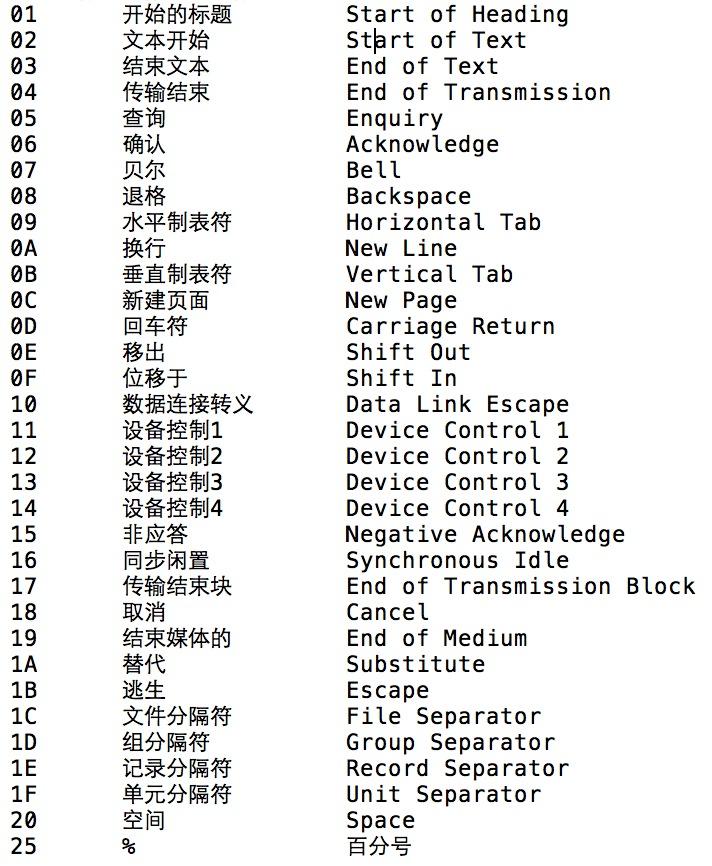 01 开始的标题 Start of Heading
02 文本开始 Start of Text
03 结束文本 End of Text
04 传输结束 End of Transmission
05 查询 Enquiry
06 确认 Acknowledge
07 贝尔 Bell
08 退格 Backspace
09 水平制表符 Horizontal Tab
0A 换行 New Line
0B 垂直制表符 Vertical Tab
0C 新建页面 New Page
0D 回车符 Carriage Return
0E 移出 Shift Out
0F 位移于 Shift In
10 数据连接转义 Data Link Escape
11 设备控制1 Device Control 1
12 设备控制2 Device Control 2
13 设备控制3 Device Control 3
14 设备控制4 Device Control 4
15 非应答 Negative Acknowledge
16 同步闲置 Synchronous Idle
17 传输结束块 End of Transmission Block
18 取消 Cancel
19 结束媒体的 End of Medium
1A 替代 Substitute
1B 逃生 Escape
1C 文件分隔符 File Separator
1D 组分隔符 Group Separator
1E 记录分隔符 Record Separator
1F 单元分隔符 Unit Separator
20 空间 Space
25 % 百分号